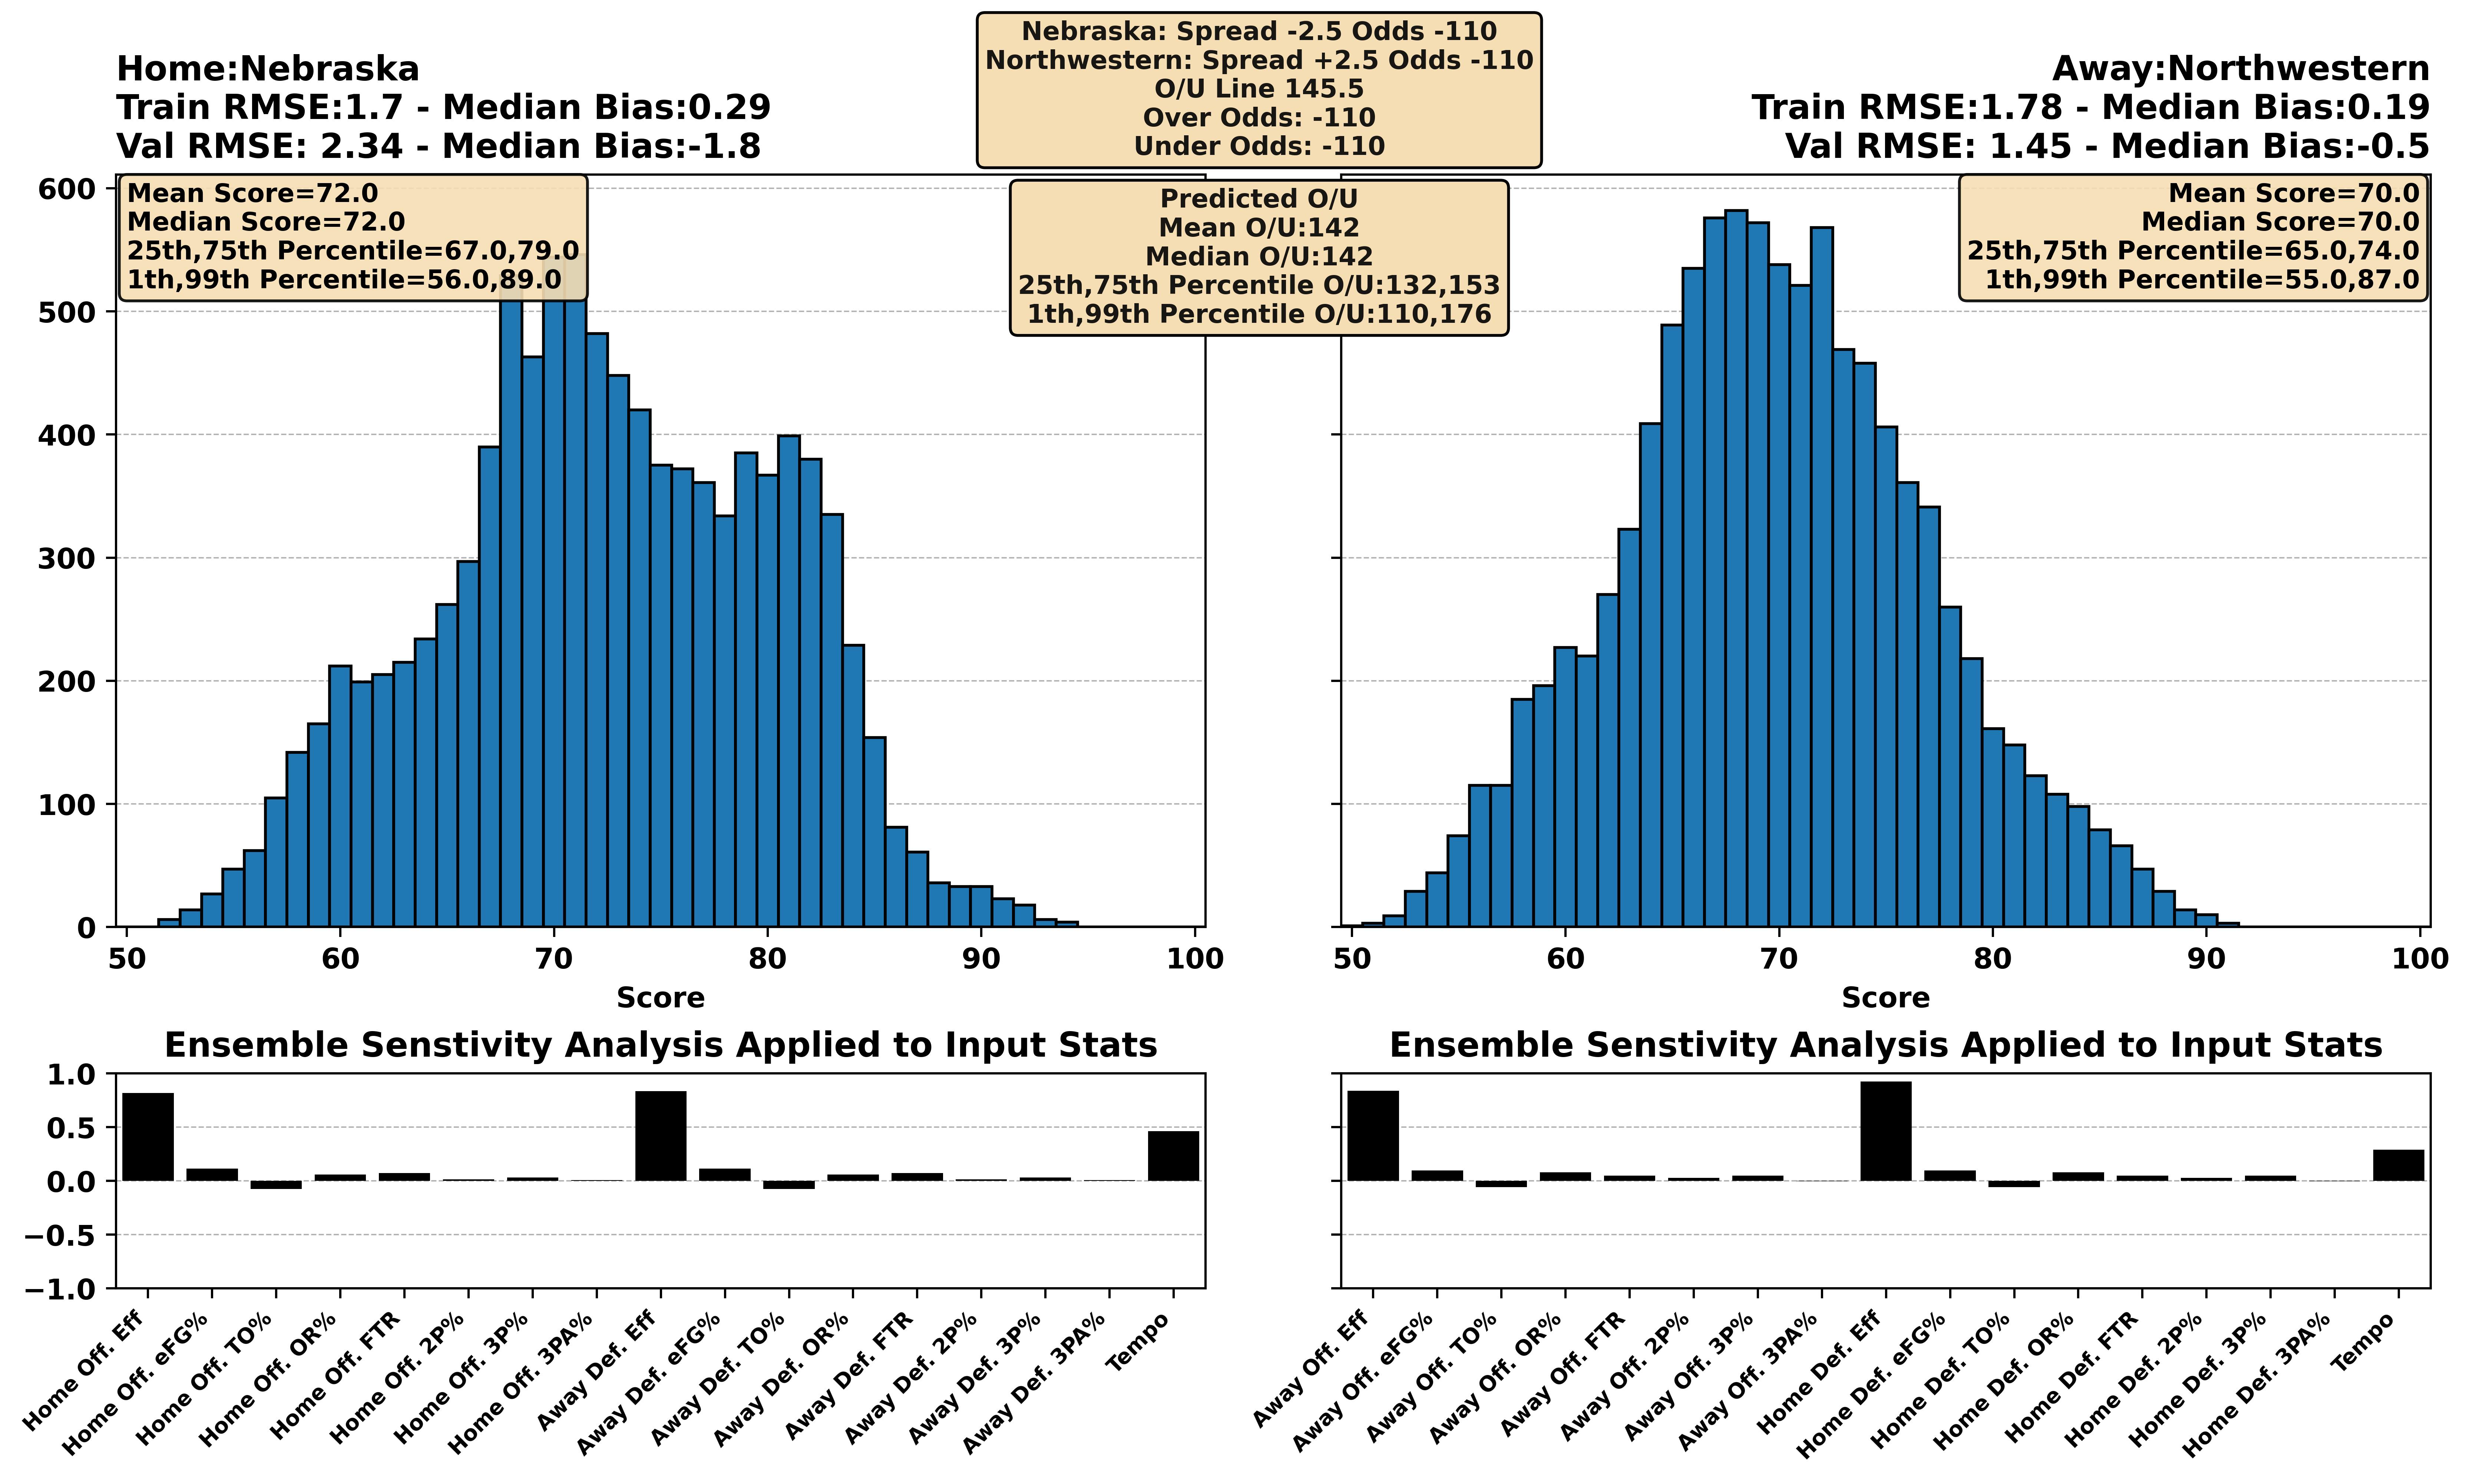 Nebraska: Spread -2.5 Odds -110
Northwestern: Spread +2.5 Odds -110
O/U Line 145.5
Over Odds: -110
Under Odds: -110
Home:Nebraska
Train RMSE:1.7 - Median Bias:0.29
Val RMSE: 2.34 - Median Bias:-1.8
Away:Northwestern
Train RMSE:1.78 - Median Bias:0.19
Val RMSE: 1.45 - Median Bias:-0.5
Mean Score=72.0
Median Score=72.0
25th,75th Percentile=67.0,79.0
1th,99th Percentile=56.0,89.0
Predicted O/U
Mean O/U:142
Median O/U:142
25th,75th Percentile O/U:132,153
1th,99th Percentile O/U:110,176
Mean Score=70.0
Median Score=70.0
25th,75th Percentile=65.0,74.0
1th,99th Percentile=55.0,87.0
600
500
400
300
200
100
0
50 60 70 80 90 100
Score
50 60 70 80 90 100
Score
Ensemble Senstivity Analysis Applied to Input Stats
Ensemble Senstivity Analysis Applied to Input Stats
1.0
0.5
0.0
−0.5
−1.0
Home Off. Eff
Home Off. eFG%
Home Off. TO%
Home Off. OR%
Home Off. FTR
Home Off. 2P%
Home Off. 3P%
Home Off. 3PA%
Away Def. Eff
Away Def. eFG%
Away Def. TO%
Away Def. OR%
Away Def. FTR
Away Def. 2P%
Away Def. 3P%
Away Def. 3PA%
Tempo
Away Off. Eff
Away Off. eFG%
Away Off. TO%
Away Off. OR%
Away Off. FTR
Away Off. 2P%
Away Off. 3P%
Away Off. 3PA%
Home Def. Eff
Home Def. eFG%
Home Def. TO%
Home Def. OR%
Home Def. FTR
Home Def. 2P%
Home Def. 3P%
Home Def. 3PA%
Tempo